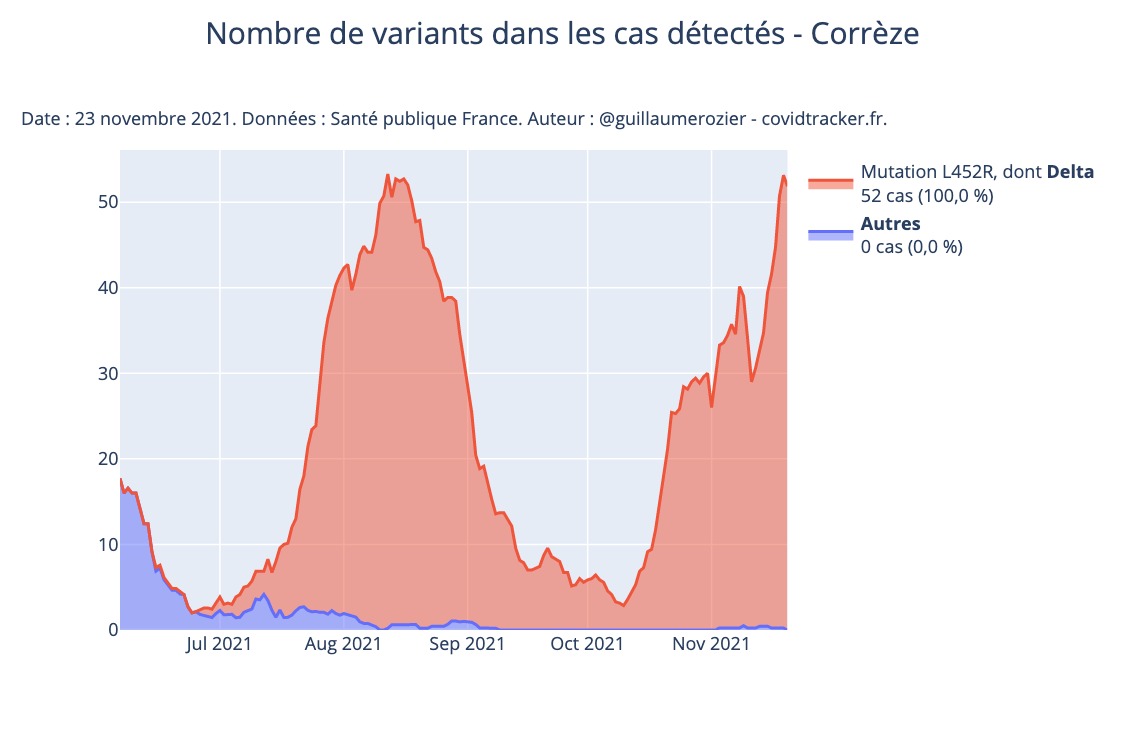 Nombre de variants dans les cas détectés - Corrèze
Date : 23 novembre 2021. Données : Santé publique France. Auteur : @guillaumerozier - covidtracker.fr.
Mutation L452R, dont Delta
52 cas (100,0 %)
Autres
0 cas (0,0 %)
50
40
30
20
10
0
Jul 2021 Aug 2021 Sep 2021 Oct 2021 Nov 2021